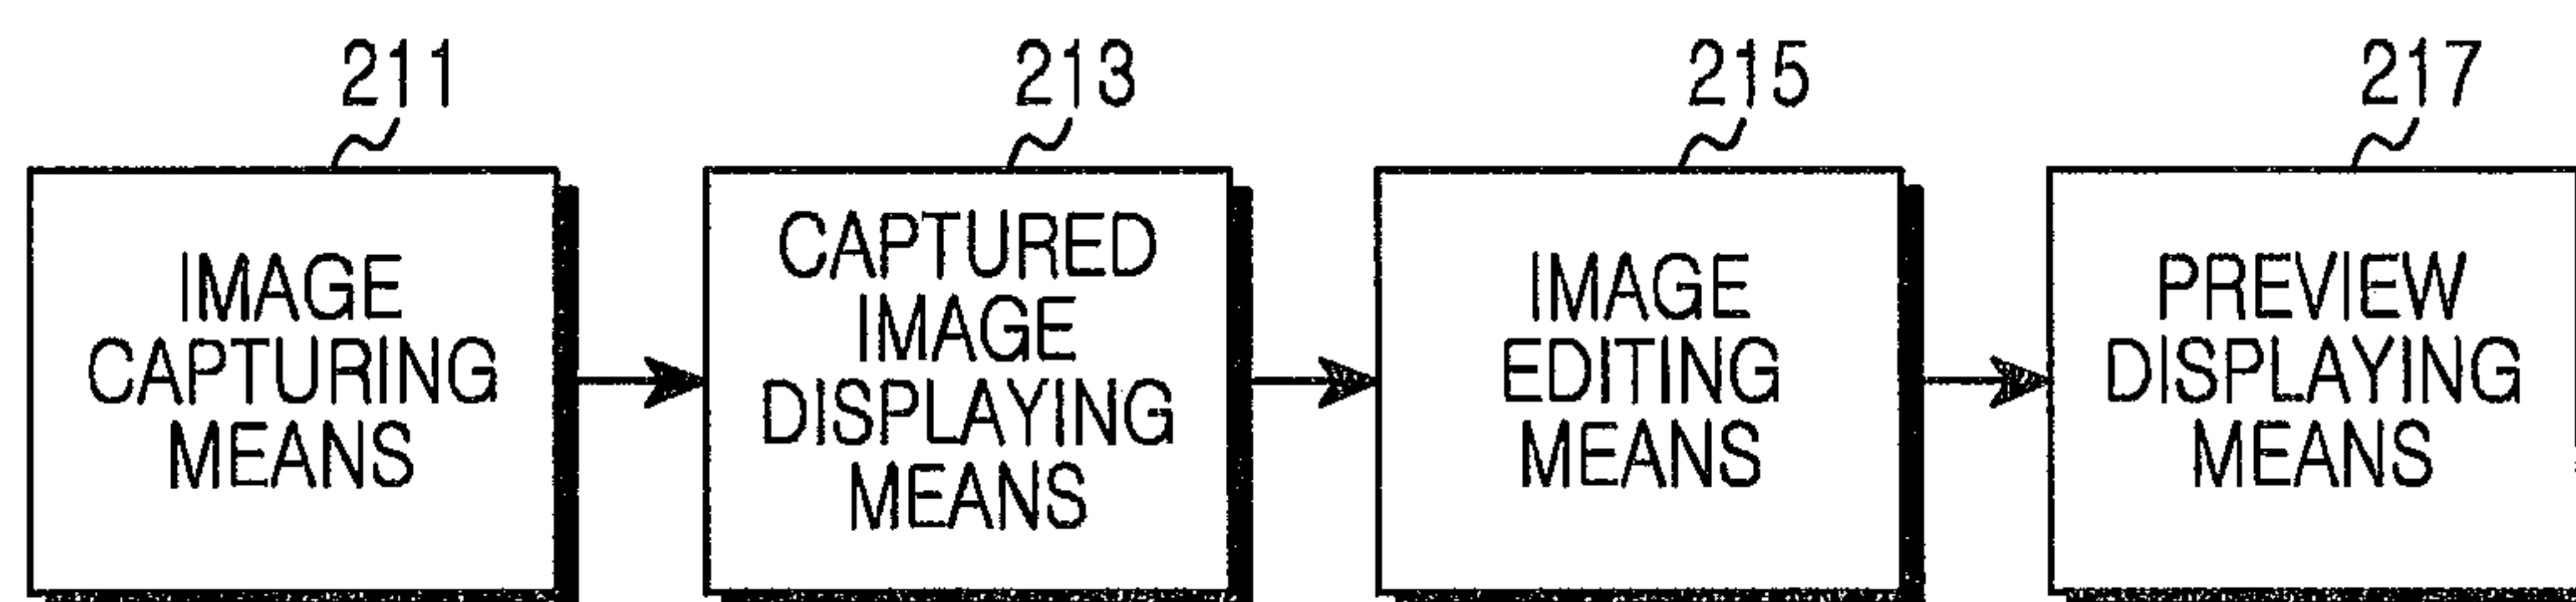 211
213
215
217
IMAGE
CAPTURING
MEANS
CAPTURED
IMAGE
DISPLAYING
MEANS
IMAGE
EDITING
MEANS
PREVIEW
DISPLAYING
MEANS